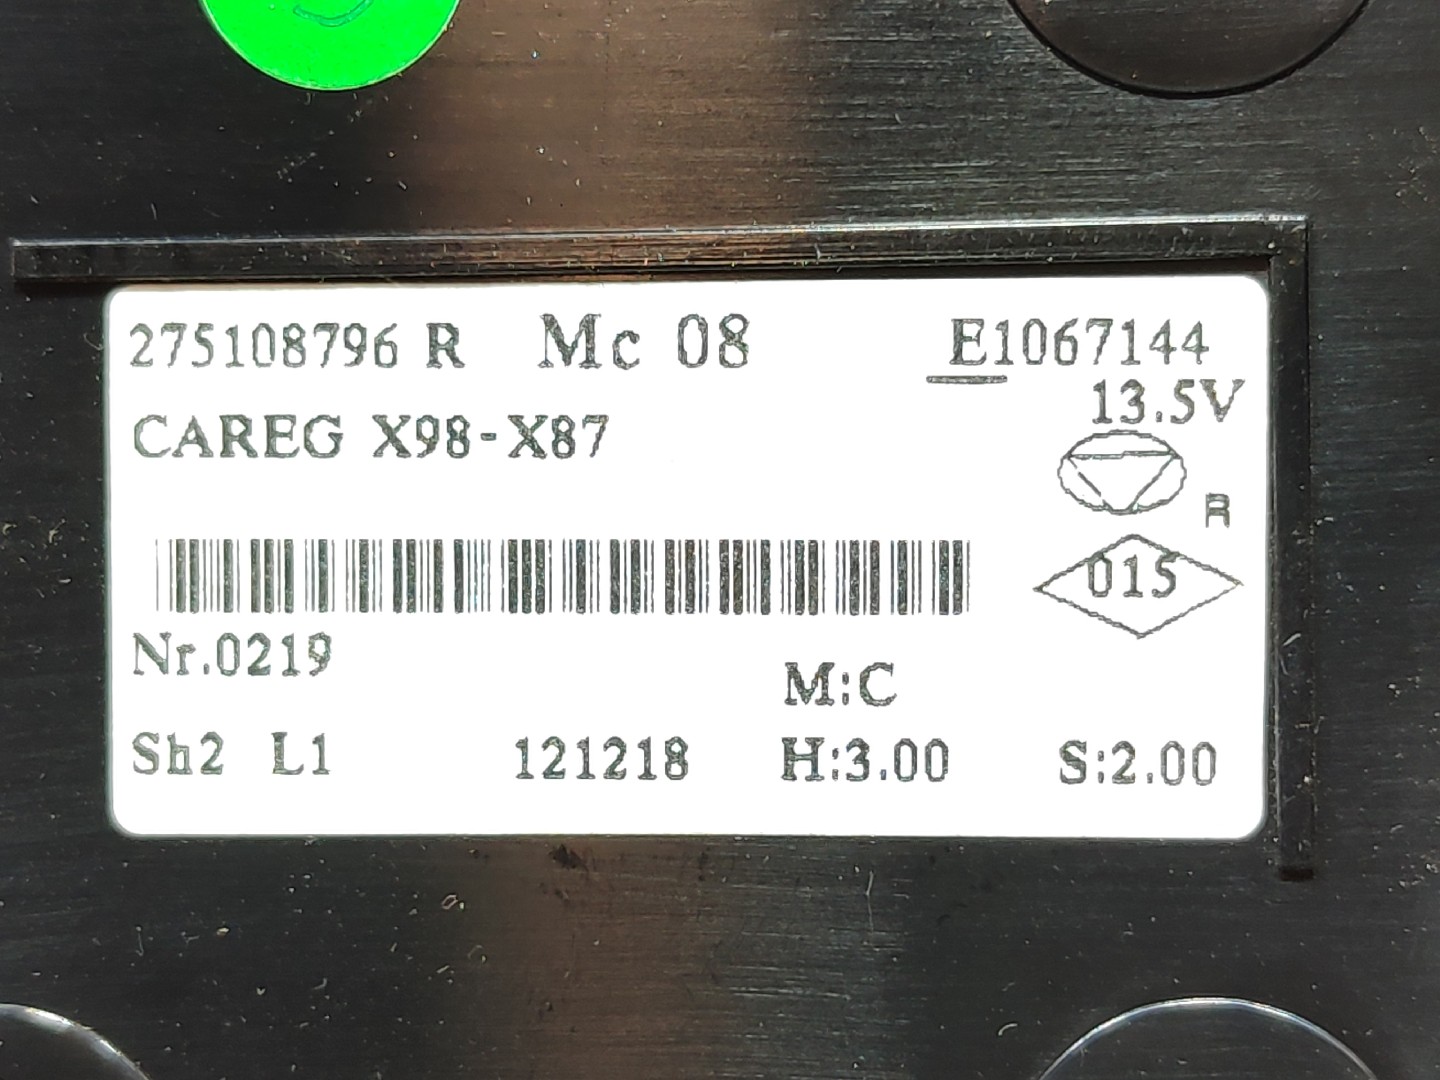 275108796 R Mc 08 E1067144
13.5V
CAREG X98-X87
R
015
Nr.0219
M:C
Sh2 L1 121218 H:3.00 S:2.00